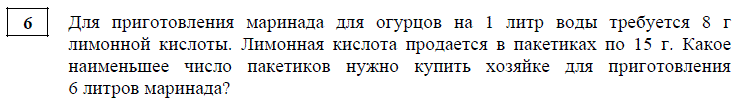 6
Для приготовления маринада для огурцов на 1 литр воды требуется 8 г
лимонной кислоты. Лимонная кислота продается в пакетиках по 15 г. Какое
наименьшее число пакетиков нужно купить хозяйке для приготовления
6 литров маринада?